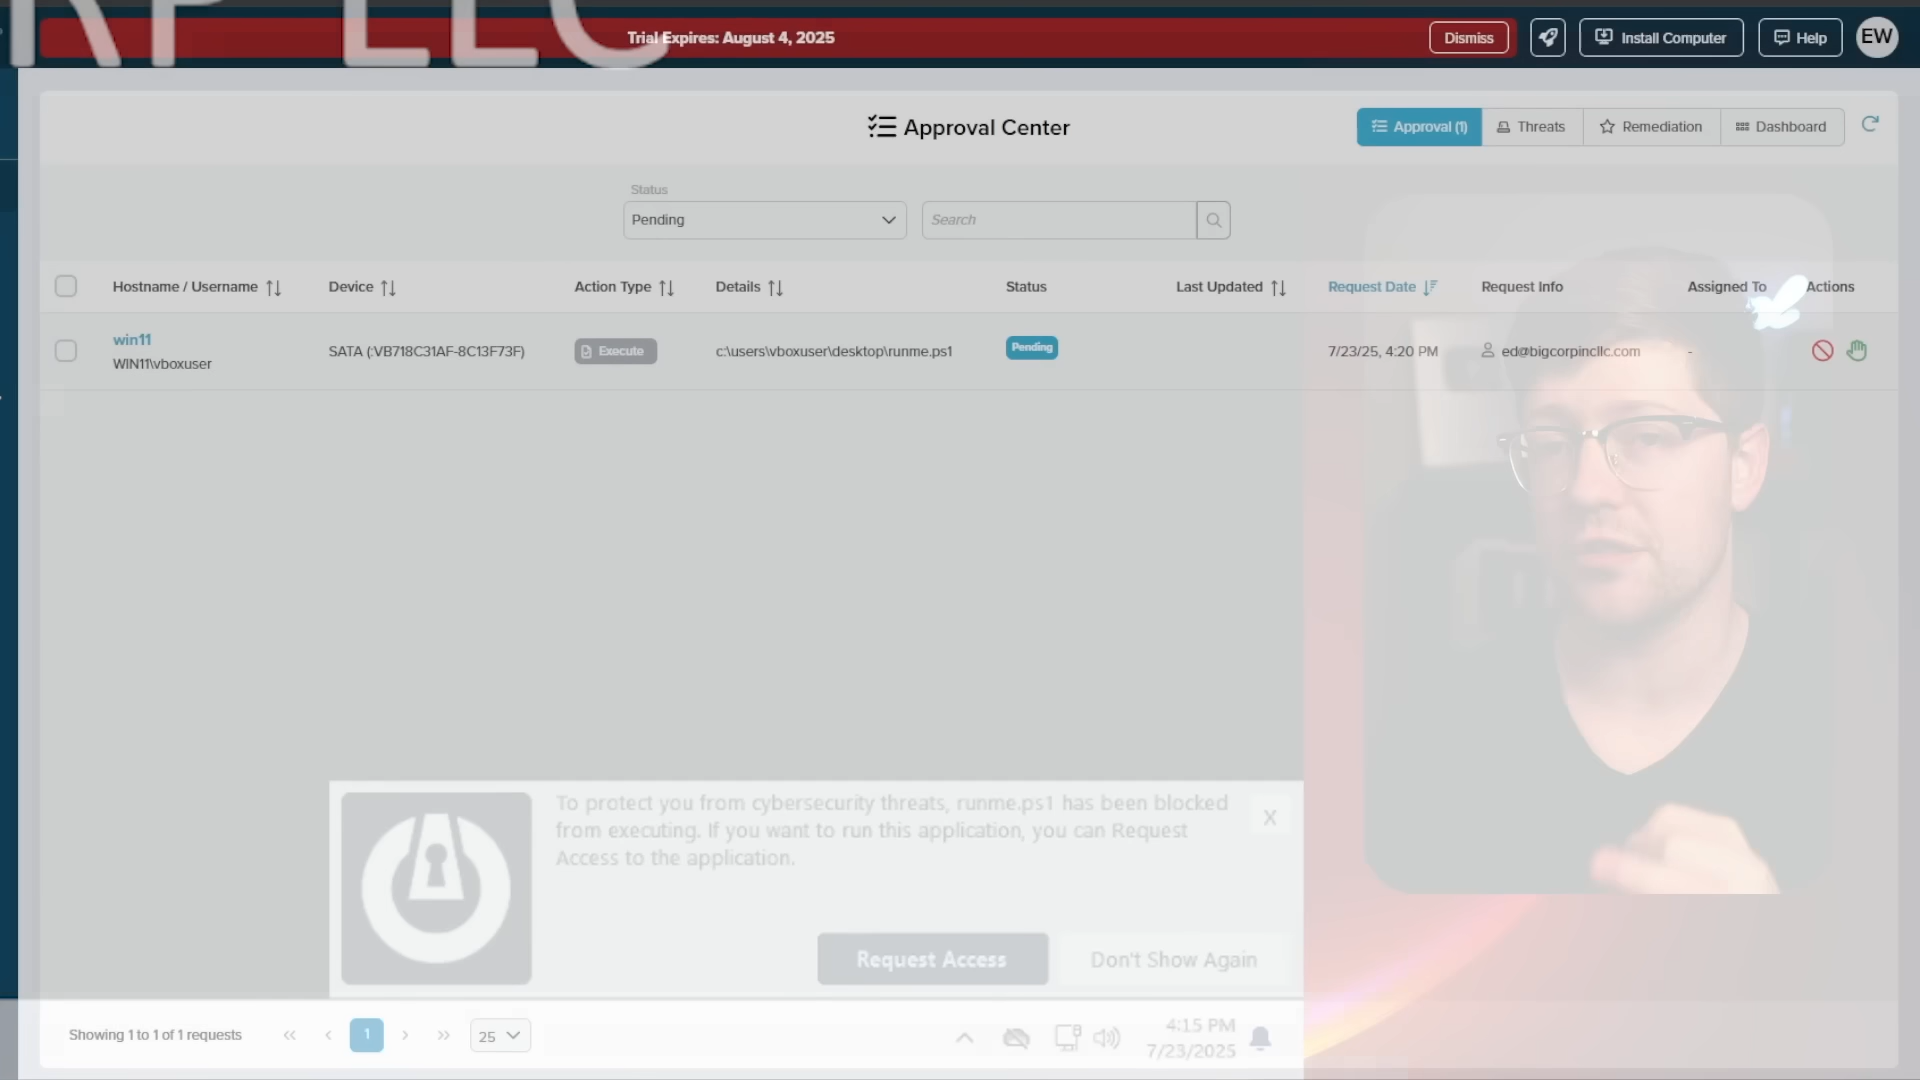 RP LLC
Trial Expires: August 4, 2025
Dismiss
Install Computer
Help
EW
Approval Center
Approval (1)
Threats
Remediation
Dashboard
Status
Pending
Search
Hostname / Username
Device
Action Type
Details
Status
Last Updated
Request Date
Request Info
Assigned To
Actions
win11
WIN11\vboxuser
SATA (:VB718C31AF-8C13F73F)
Execute
c:\users\vboxuser\desktop\runme.ps1
Pending
7/23/25, 4:20 PM
ed@bigcorpincllc.com
-
To protect you from cybersecurity threats, runme.ps1 has been blocked
from executing. If you want to run this application, you can Request
Access to the application.
X
Request Access
Don't Show Again
Showing 1 to 1 of 1 requests
<<
<
1
>
>>
25
4:15 PM
7/23/2025